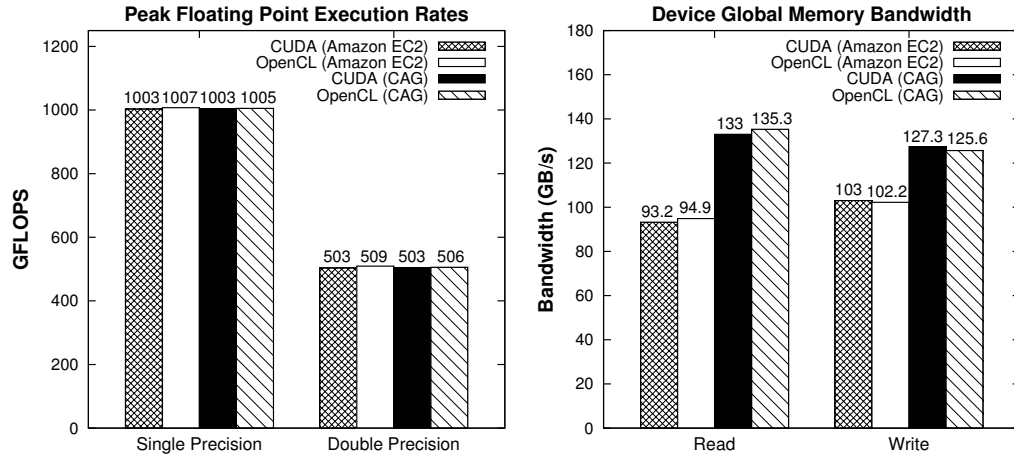 Peak Floating Point Execution Rates
GFLOPS
1200
1000
800
600
400
200
0
CUDA (Amazon EC2)
OpenCL (Amazon EC2)
CUDA (CAG)
OpenCL (CAG)
1003 1007 1003 1005
503 509 503 506
Single Precision Double Precision
Device Global Memory Bandwidth
Bandwidth (GB/s)
180
160
140
120
100
80
60
40
20
0
CUDA (Amazon EC2)
OpenCL (Amazon EC2)
CUDA (CAG)
OpenCL (CAG)
93.2 94.9 133 135.3
103 102.2 127.3 125.6
Read Write